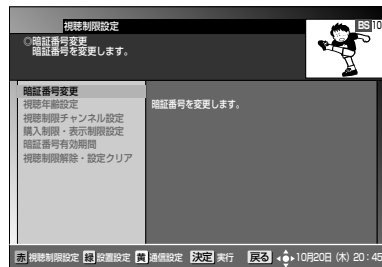 視聴制限設定
BS 10
◎暗証番号変更
暗証番号を変更します。
暗証番号変更
視聴年齢設定
視聴制限チャンネル設定
購入制限・表示制限設定
暗証番号有効期間
視聴制限解除・設定クリア
暗証番号を変更します。
赤 視聴制限設定 緑 設置設定 黄 通信設定 決定 実行 戻る 10月20日 (木) 20:45